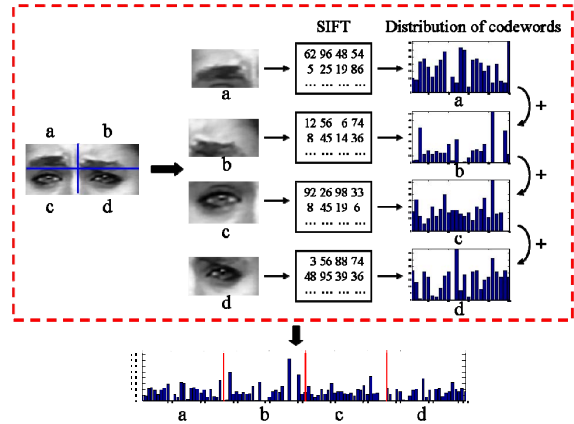 SIFT Distribution of codewords
62 96 48 54
5 25 19 86
... ... ... ...
a
a
+
a b
12 56 6 74
8 45 14 36
... ... ... ...
b
b
+
c d
92 26 98 33
8 45 19 6
... ... ... ...
c
c
+
3 56 88 74
48 95 39 36
... ... ... ...
d
d
a b c d